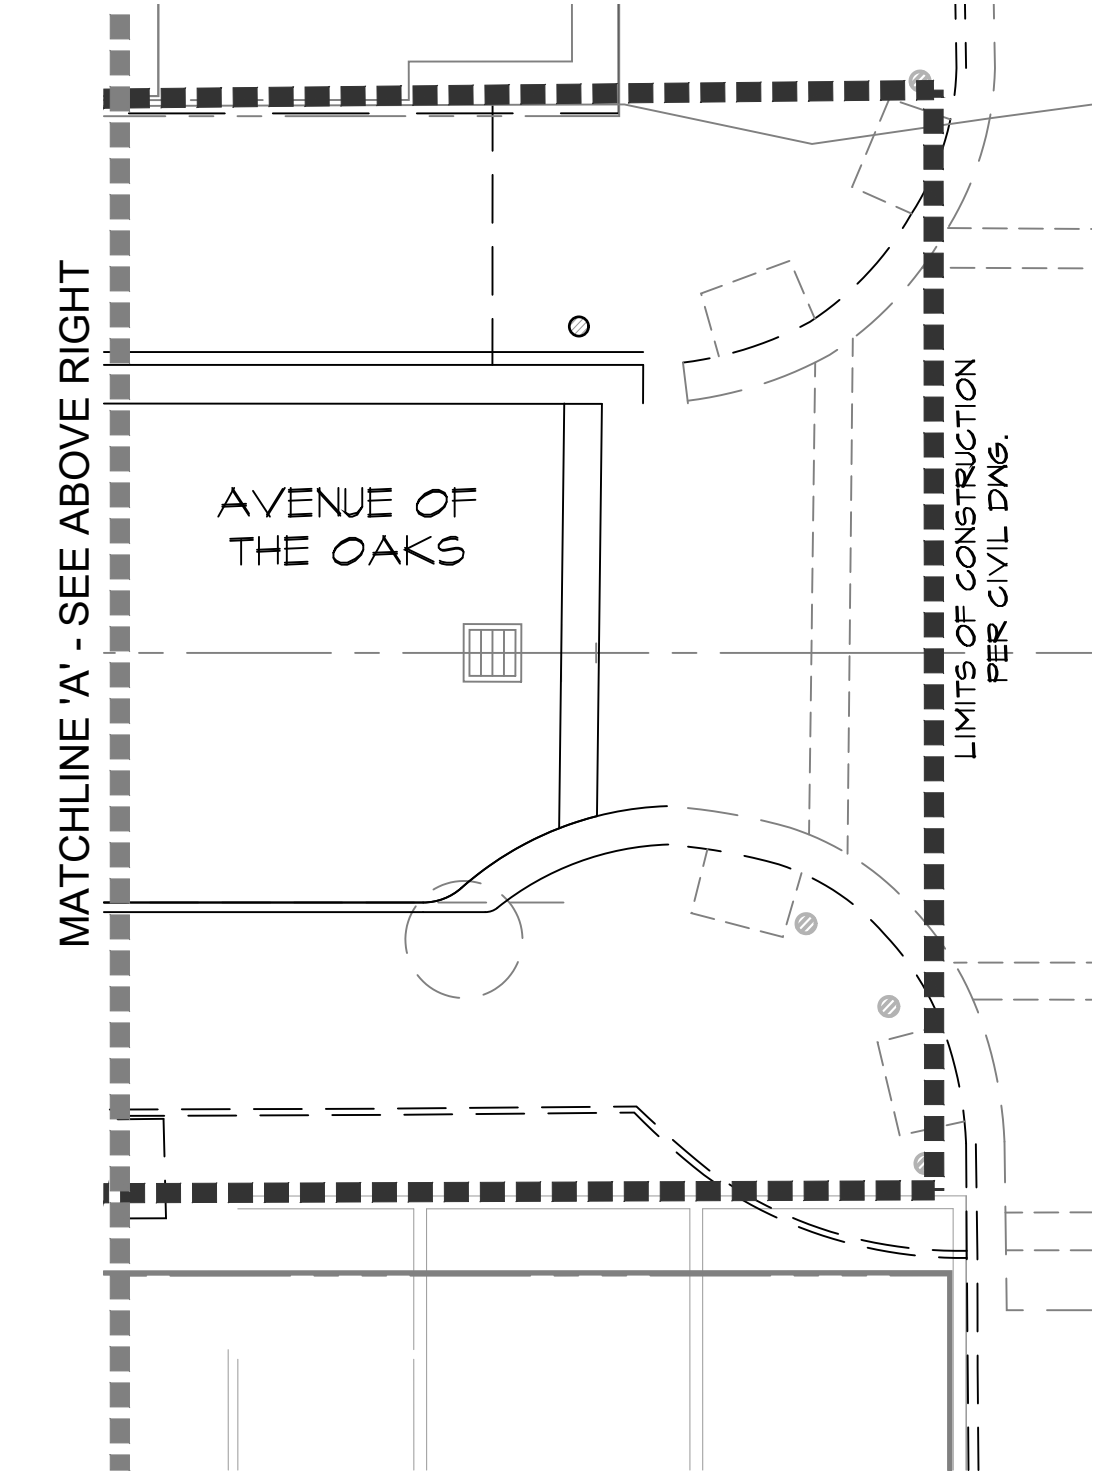 MATCHLINE 'A' - SEE ABOVE RIGHT
AVENUE OF
THE OAKS
LIMITS OF CONSTRUCTION
PER CIVIL DWG.